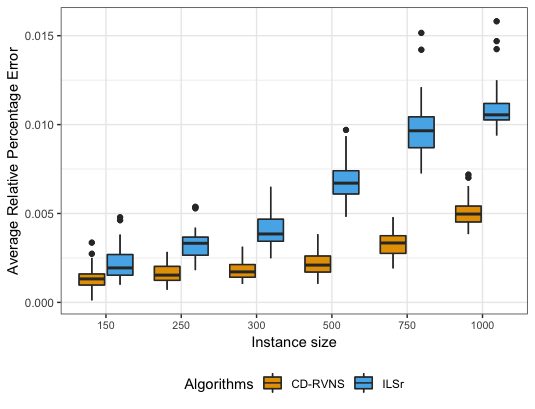 Average Relative Percentage Error
0.015
0.010
0.005
0.000
150 250 300 500 750 1000
Instance size
Algorithms CD-RVNS ILSr